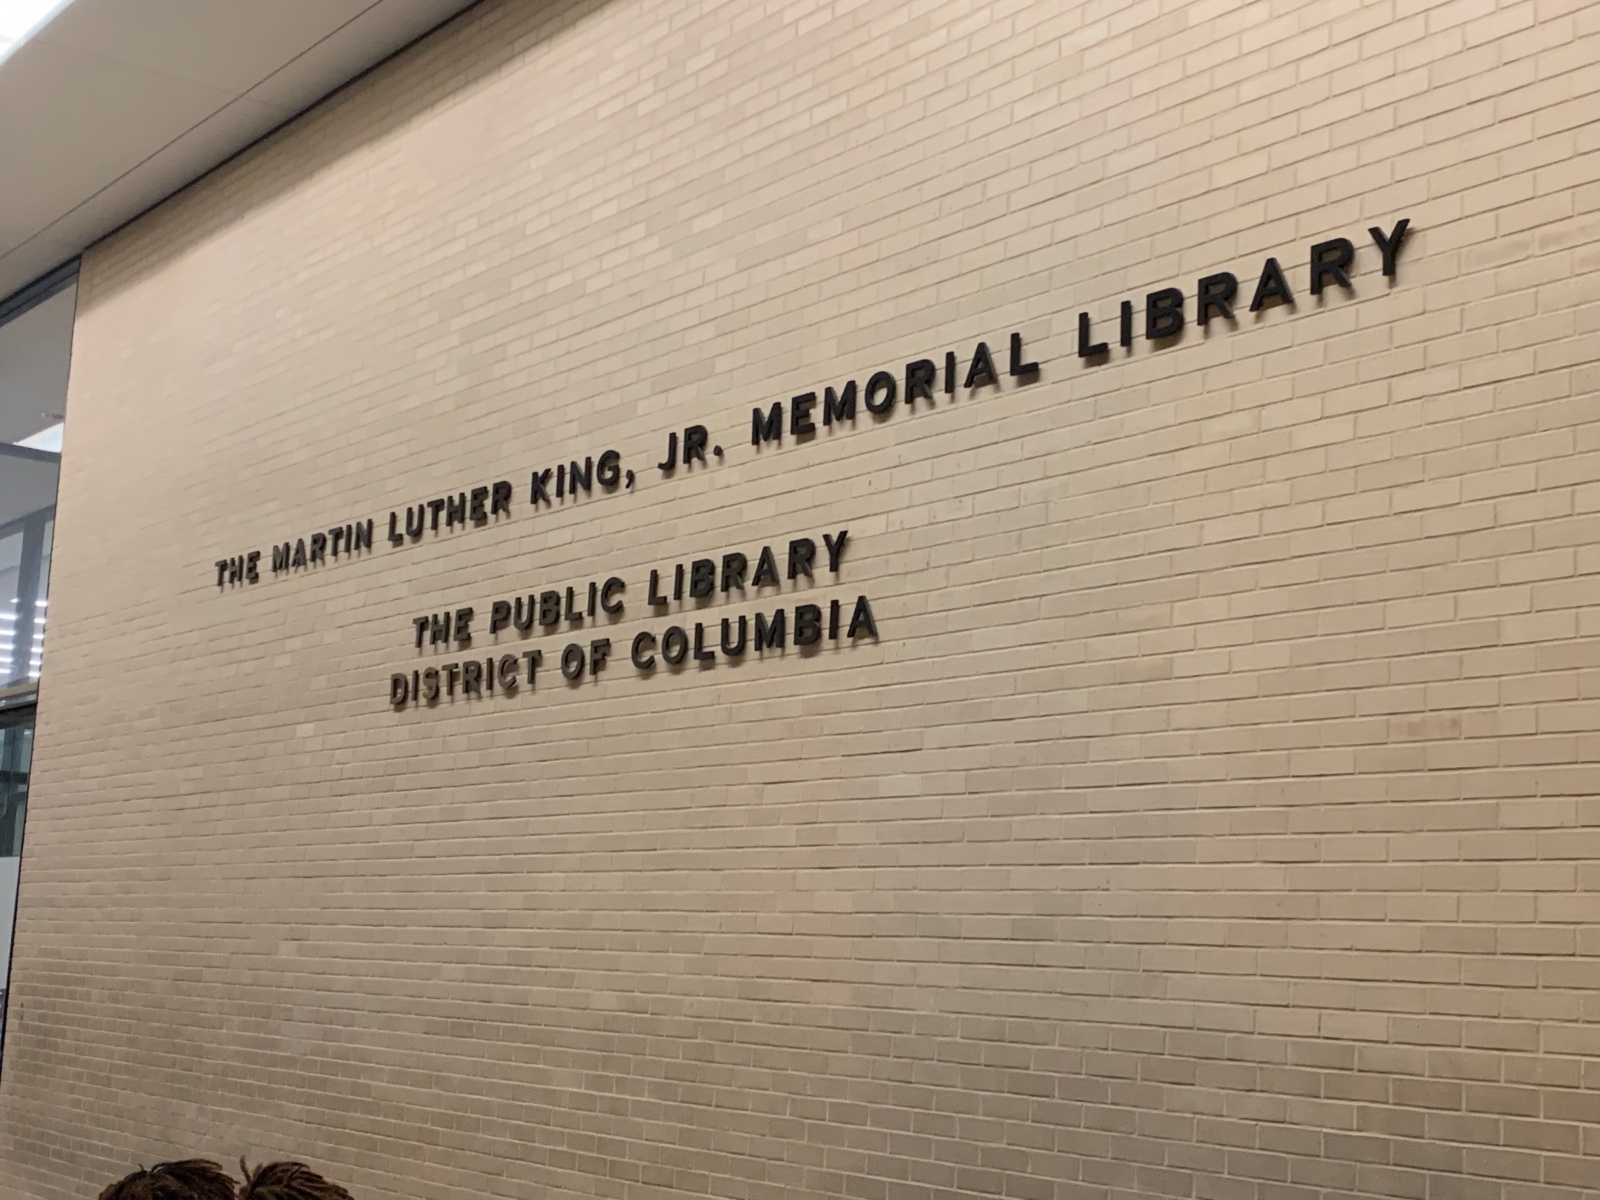 THE MARTIN LUTHER KING, JR. MEMORIAL LIBRARY
THE PUBLIC LIBRARY
DISTRICT OF COLUMBIA